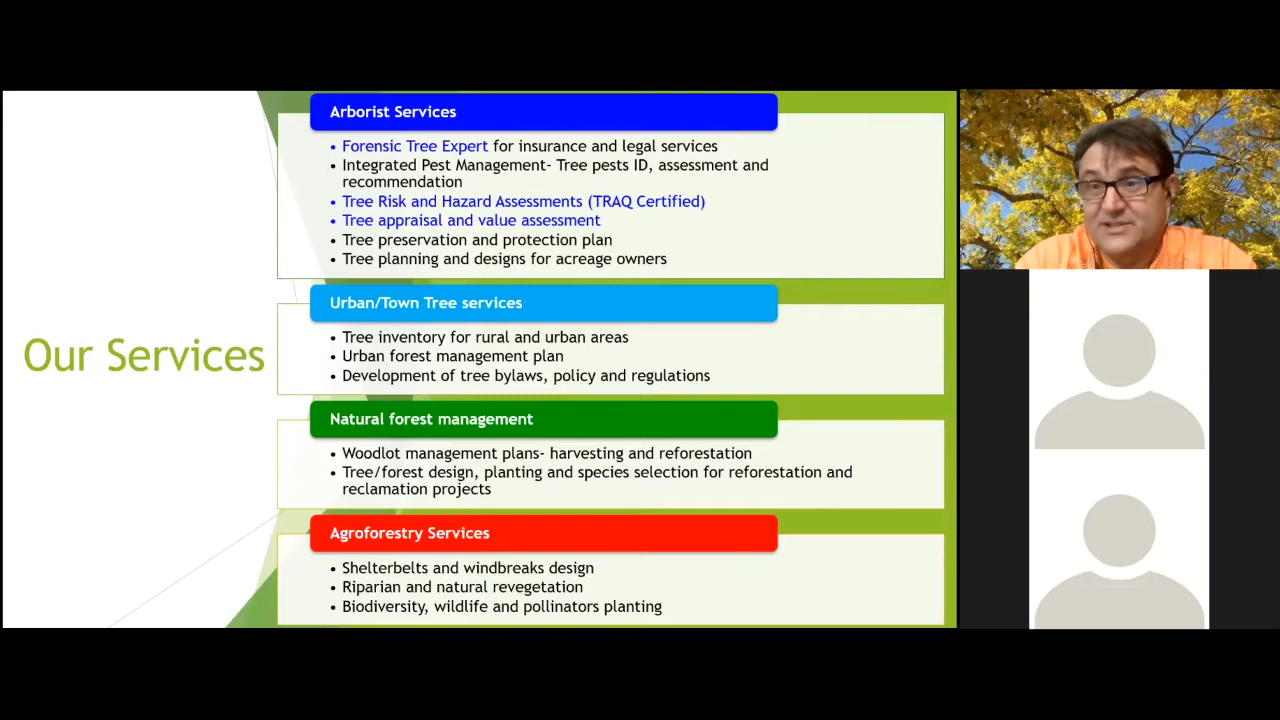 Our Services
Arborist Services
• Forensic Tree Expert for insurance and legal services
• Integrated Pest Management- Tree pests ID, assessment and
recommendation
• Tree Risk and Hazard Assessments (TRAQ Certified)
• Tree appraisal and value assessment
• Tree preservation and protection plan
• Tree planning and designs for acreage owners
Urban/Town Tree services
• Tree inventory for rural and urban areas
• Urban forest management plan
• Development of tree bylaws, policy and regulations
Natural forest management
• Woodlot management plans- harvesting and reforestation
• Tree/forest design, planting and species selection for reforestation and
reclamation projects
Agroforestry Services
• Shelterbelts and windbreaks design
• Riparian and natural revegetation
• Biodiversity, wildlife and pollinators planting